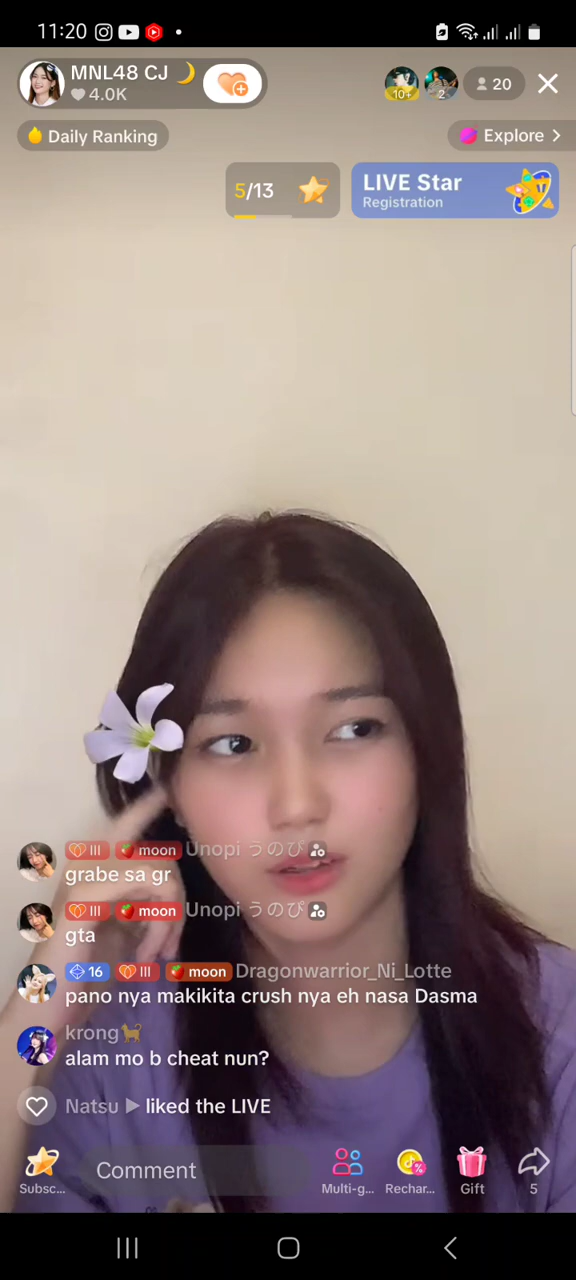 11:20
MNL48 CJ 🌙
4.0K
10+
2
20
Daily Ranking
Explore
5/13
LIVE Star
Registration
III moon Unopi うのぴ
grabe sa gr
III moon Unopi うのぴ
gta
16 III moon Dragonwarrior_Ni_Lotte
pano nya makikita crush nya eh nasa Dasma
krong🐈
alam mo b cheat nun?
Natsu liked the LIVE
Subsc...
Comment
Multi-g...
Rechar...
Gift
5